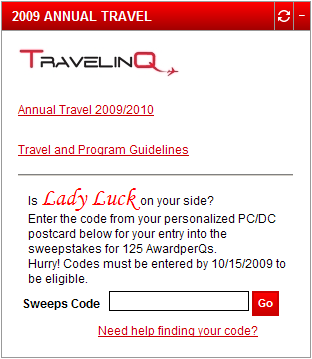 2009 ANNUAL TRAVEL
TRAVELINQ
Annual Travel 2009/2010
Travel and Program Guidelines
Is Lady Luck on your side?
Enter the code from your personalized PC/DC
postcard below for your entry into the
sweepstakes for 125 AwardperQs.
Hurry! Codes must be entered by 10/15/2009 to
be eligible.
Sweeps Code Go
Need help finding your code?